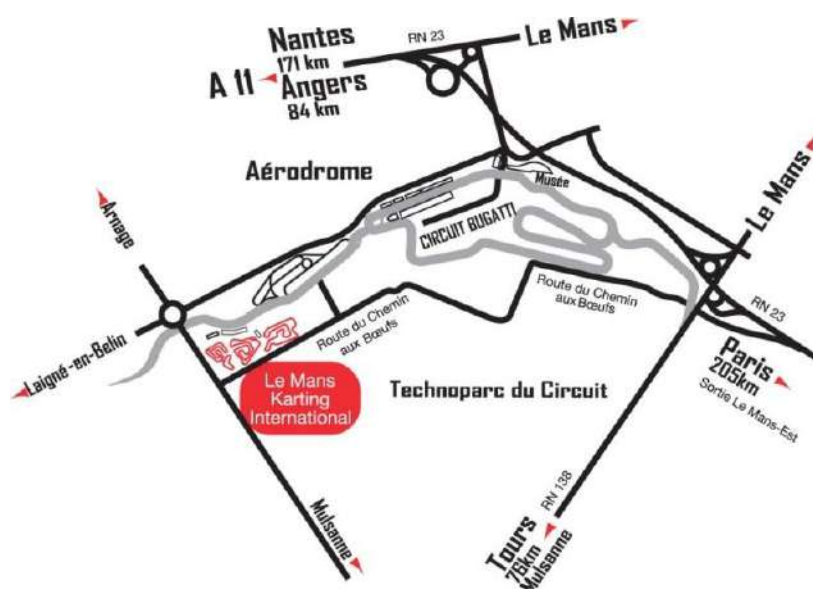 RN 23
Le Mans
Nantes
171 km
A 11
Angers
84 km
Aérodrome
Musée
Arnage
CIRCUIT BUGATTI
Le Mans
Route du Chemin
aux Bœufs
RN 23
Laigné-en-Belin
Route du Chemin
aux Bœufs
Paris
205km
Sortie Le Mans-Est
Le Mans
Karting
International
Technoparc du Circuit
Mulsanne
RN 138
Tours
76km
Mulsanne